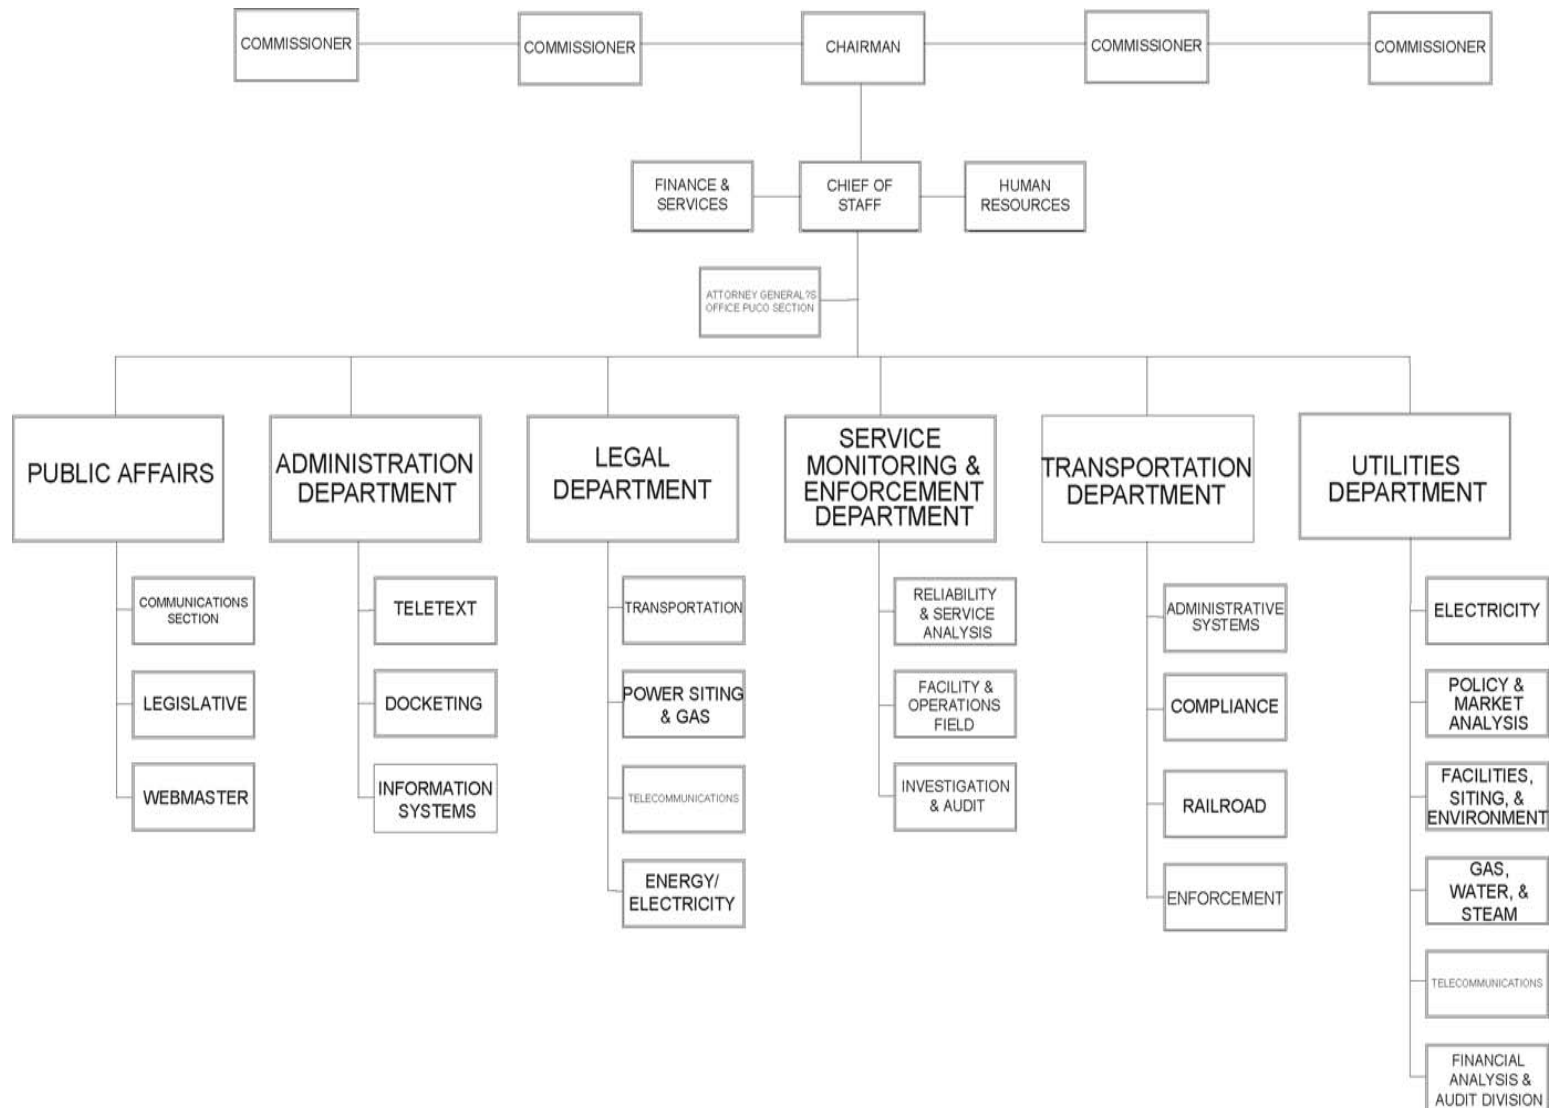 COMMISSIONER
COMMISSIONER
CHAIRMAN
COMMISSIONER
COMMISSIONER
FINANCE &
SERVICES
CHIEF OF
STAFF
HUMAN
RESOURCES
ATTORNEY GENERAL?S
OFFICE PUCO SECTION
PUBLIC AFFAIRS
ADMINISTRATION
DEPARTMENT
LEGAL
DEPARTMENT
SERVICE
MONITORING &
ENFORCEMENT
DEPARTMENT
TRANSPORTATION
DEPARTMENT
UTILITIES
DEPARTMENT
COMMUNICATIONS
SECTION
LEGISLATIVE
WEBMASTER
TELETEXT
DOCKETING
INFORMATION
SYSTEMS
TRANSPORTATION
POWER SITING
& GAS
TELECOMMUNICATIONS
ENERGY/
ELECTRICITY
RELIABILITY
& SERVICE
ANALYSIS
FACILITY &
OPERATIONS
FIELD
INVESTIGATION
& AUDIT
ADMINISTRATIVE
SYSTEMS
COMPLIANCE
RAILROAD
ENFORCEMENT
ELECTRICITY
POLICY &
MARKET
ANALYSIS
FACILITIES,
SITING, &
ENVIRONMENT
GAS,
WATER, &
STEAM
TELECOMMUNICATIONS
FINANCIAL
ANALYSIS &
AUDIT DIVISION